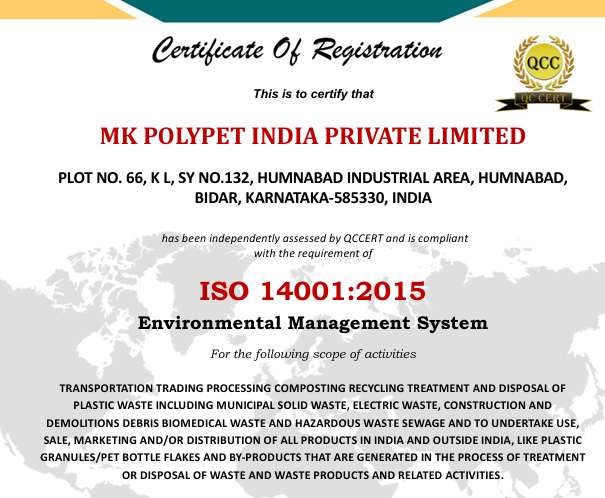 Certificate Of Registration
QCC
QC CERT
This is to certify that
MK POLYPET INDIA PRIVATE LIMITED
PLOT NO. 66, K L, SY NO.132, HUMNABAD INDUSTRIAL AREA, HUMNABAD,
BIDAR, KARNATAKA-585330, INDIA
has been independently assessed by QCCERT and is compliant
with the requirement of
ISO 14001:2015
Environmental Management System
For the following scope of activities
TRANSPORTATION TRADING PROCESSING COMPOSTING RECYCLING TREATMENT AND DISPOSAL OF
PLASTIC WASTE INCLUDING MUNICIPAL SOLID WASTE, ELECTRIC WASTE, CONSTRUCTION AND
DEMOLITIONS DEBRIS BIOMEDICAL WASTE AND HAZARDOUS WASTE SEWAGE AND TO UNDERTAKE USE,
SALE, MARKETING AND/OR DISTRIBUTION OF ALL PRODUCTS IN INDIA AND OUTSIDE INDIA, LIKE PLASTIC
GRANULES/PET BOTTLE FLAKES AND BY-PRODUCTS THAT ARE GENERATED IN THE PROCESS OF TREATMENT
OR DISPOSAL OF WASTE AND WASTE PRODUCTS AND RELATED ACTIVITIES.